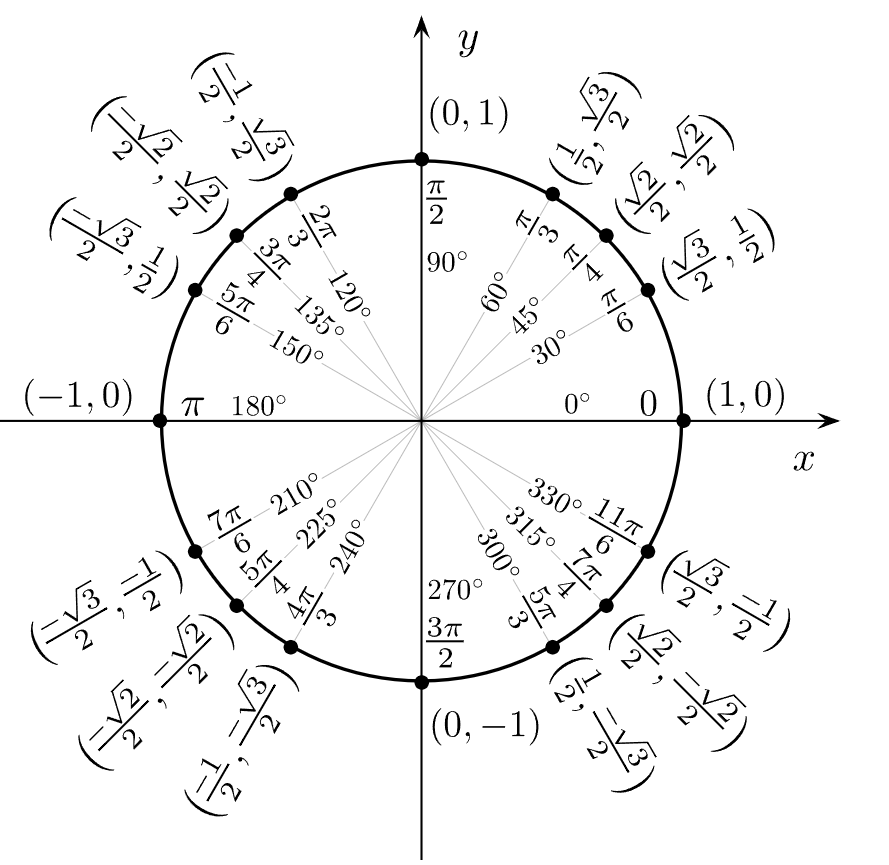 y
(0, 1)
(1/2, √3/2)
(√2/2, √2/2)
(√3/2, 1/2)
(−1/2, √3/2)
(−√2/2, √2/2)
(−√3/2, 1/2)
π/2
90°
π/3
60°
π/4
45°
π/6
30°
2π/3
120°
3π/4
135°
5π/6
150°
(−1, 0)
π 180°
0° 0
(1, 0)
x
7π/6
210°
5π/4
225°
4π/3
240°
270°
3π/2
300°
5π/3
315°
7π/4
330°
11π/6
(−√3/2, −1/2)
(−√2/2, −√2/2)
(−1/2, −√3/2)
(0, −1)
(1/2, −√3/2)
(√2/2, −√2/2)
(√3/2, −1/2)